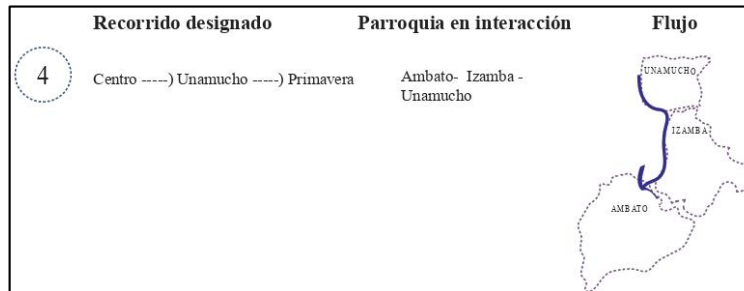 Recorrido designado Parroquia en interacción Flujo
4
Centro -----) Unamucho -----) Primavera
Ambato- Izamba -
Unamucho
UNAMUCHO
IZAMBA
AMBATO